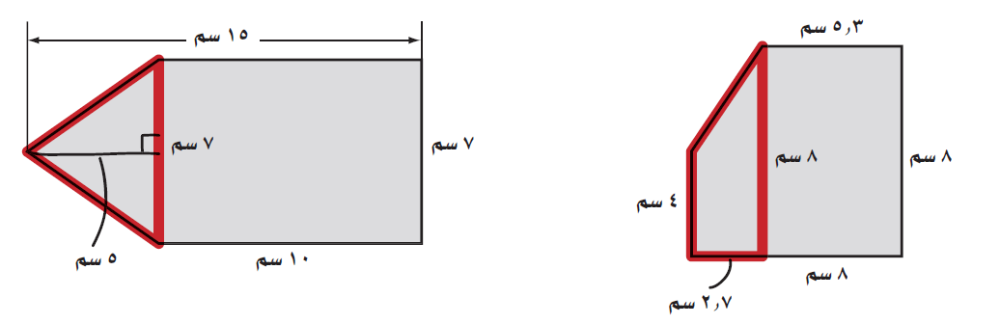 ١٥ سم
٧ سم
٧ سم
٥ سم
١٠ سم
٥٫٣ سم
٨ سم
٨ سم
٤ سم
٨ سم
٢٫٧ سم